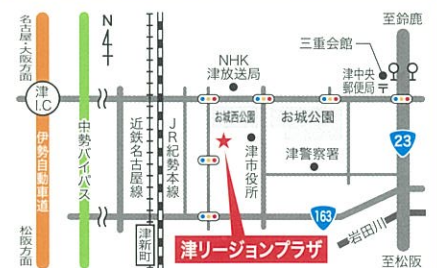 名古屋・大阪方面
N
4
至鈴鹿
三重会館
NHK
津放送局
津中央
郵便局
〒
津
I.C
お城西公園
お城公園
伊勢自動車道
中勢バイパス
近鉄名古屋線
JR紀勢本線
津市役所
津警察署
23
163
津新町
津リージョンプラザ
岩田川
松阪方面
至松阪